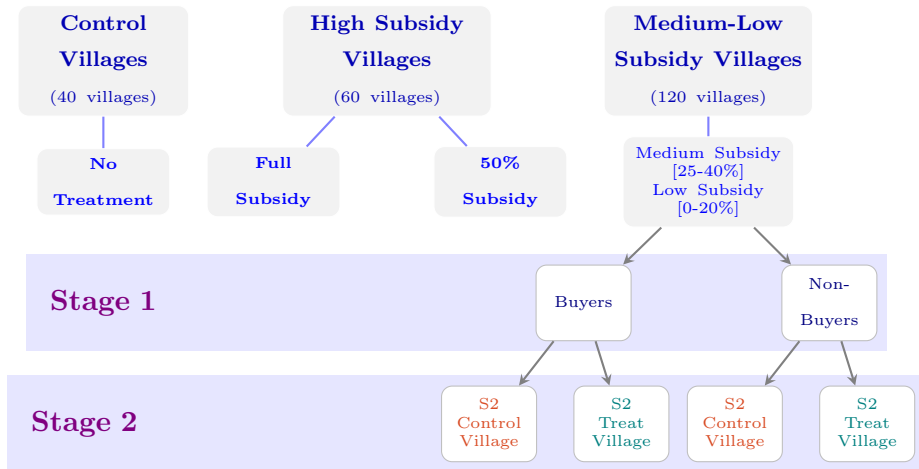 Control
Villages
(40 villages)
High Subsidy
Villages
(60 villages)
Medium-Low
Subsidy Villages
(120 villages)
No
Treatment
Full
Subsidy
50%
Subsidy
Medium Subsidy
[25-40%]
Low Subsidy
[0-20%]
Stage 1
Buyers
Non-
Buyers
Stage 2
S2
Control
Village
S2
Treat
Village
S2
Control
Village
S2
Treat
Village